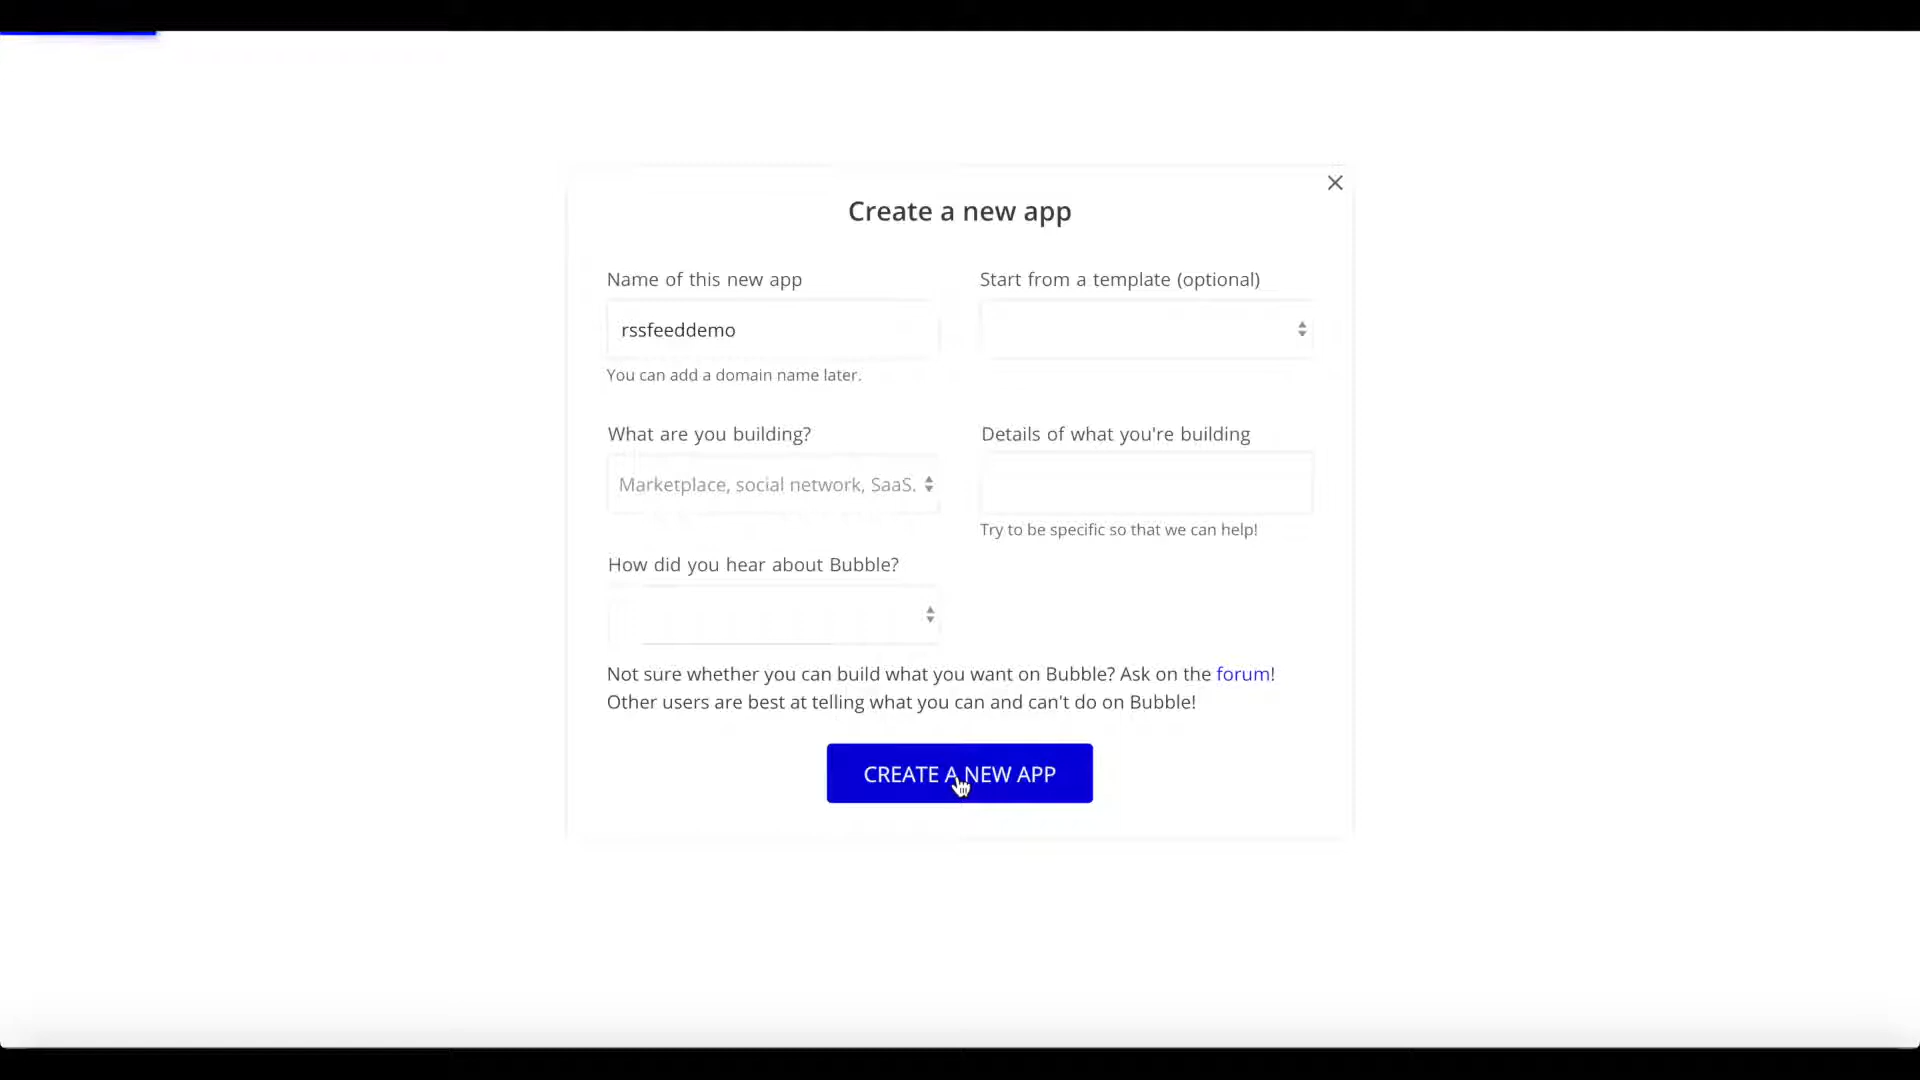 Create a new app
Name of this new app
Start from a template (optional)
rssfeeddemo
You can add a domain name later.
What are you building?
Details of what you're building
Marketplace, social network, SaaS.
Try to be specific so that we can help!
How did you hear about Bubble?
Not sure whether you can build what you want on Bubble? Ask on the forum!
Other users are best at telling what you can and can't do on Bubble!
CREATE A NEW APP